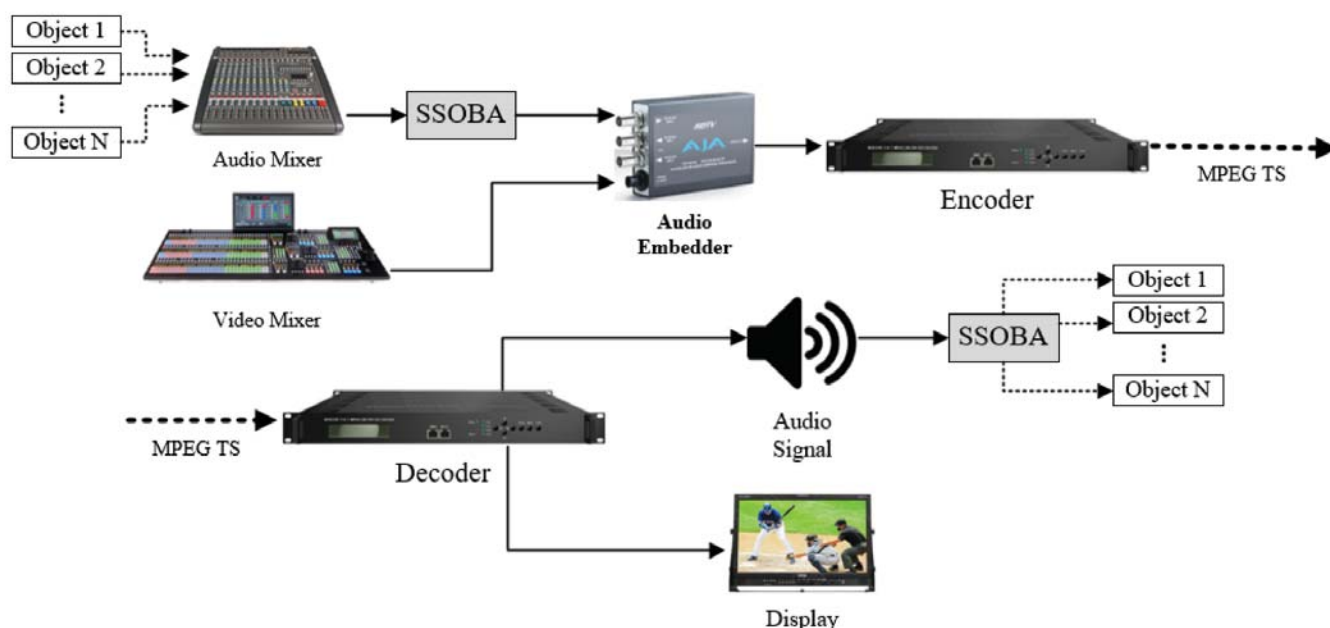 Object 1
Object 2
⋮
Object N
Audio Mixer
SSOBA
AJA
Audio
Embedder
Encoder
MPEG TS
Video Mixer
MPEG TS
Decoder
Audio
Signal
SSOBA
Object 1
Object 2
⋮
Object N
Display